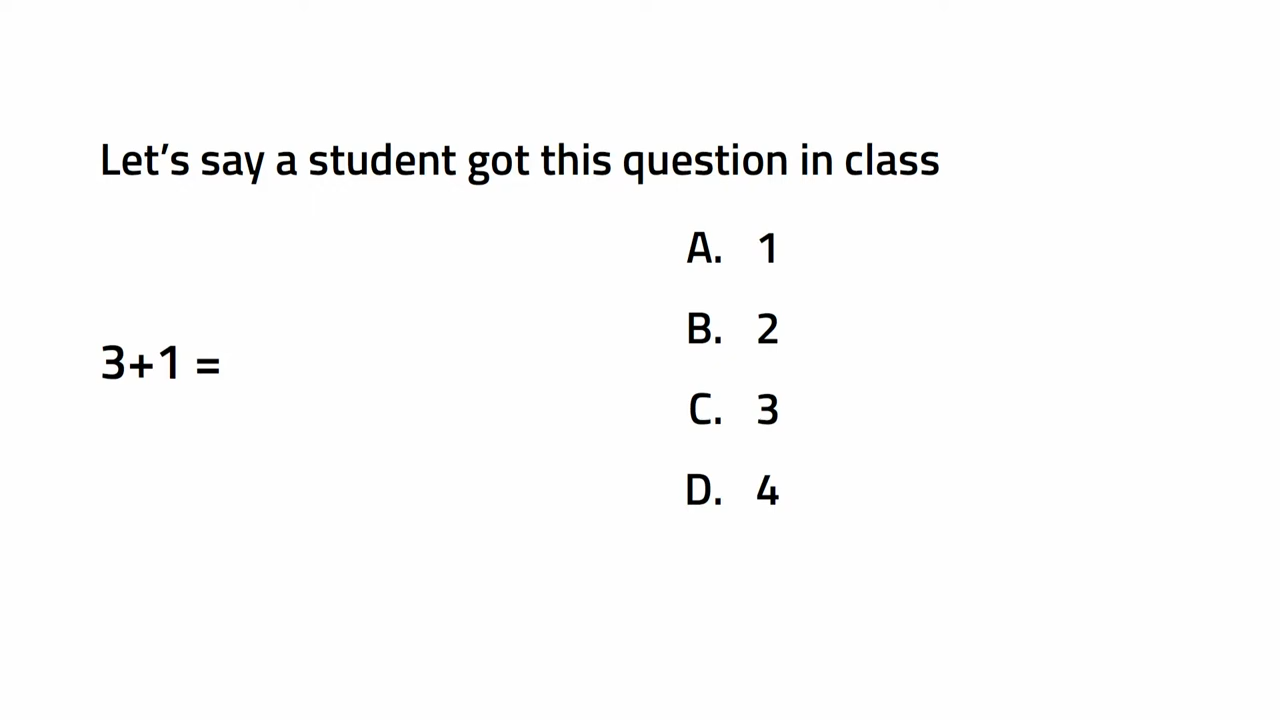 Let’s say a student got this question in class
A. 1
B. 2
3+1 =
C. 3
D. 4